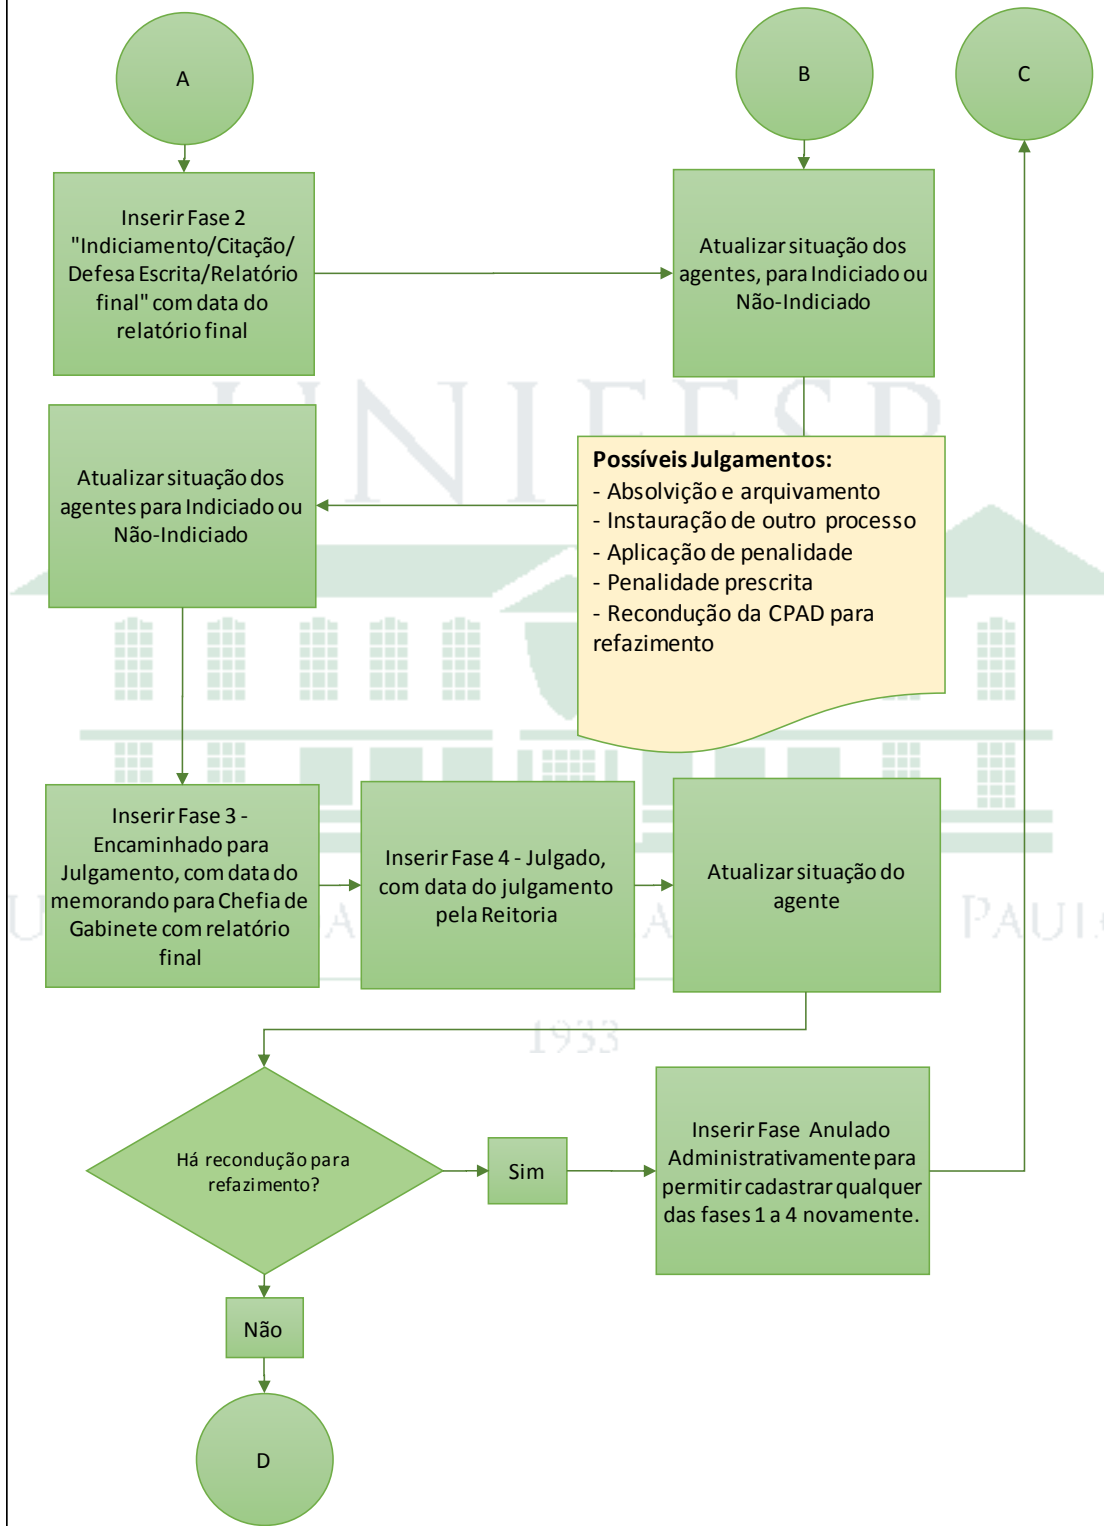 A
B
C
Inserir Fase 2
"Indiciamento/Citação/
Defesa Escrita/Relatório
final" com data do
relatório final
Atualizar situação dos
agentes, para Indiciado ou
Não-Indiciado
UNIFESP
Atualizar situação dos
agentes para Indiciado ou
Não-Indiciado
Possíveis Julgamentos:
- Absolvição e arquivamento
- Instauração de outro processo
- Aplicação de penalidade
- Penalidade prescrita
- Recondução da CPAD para
refazimento
Inserir Fase 3 -
Encaminhado para
Julgamento, com data do
memorando para Chefia de
Gabinete com relatório
final
Inserir Fase 4 - Julgado,
com data do julgamento
pela Reitoria
Atualizar situação do
agente
PAUL
1933
Há recondução para
refazimento?
Sim
Inserir Fase Anulado
Administrativamente para
permitir cadastrar qualquer
das fases 1 a 4 novamente.
Não
D